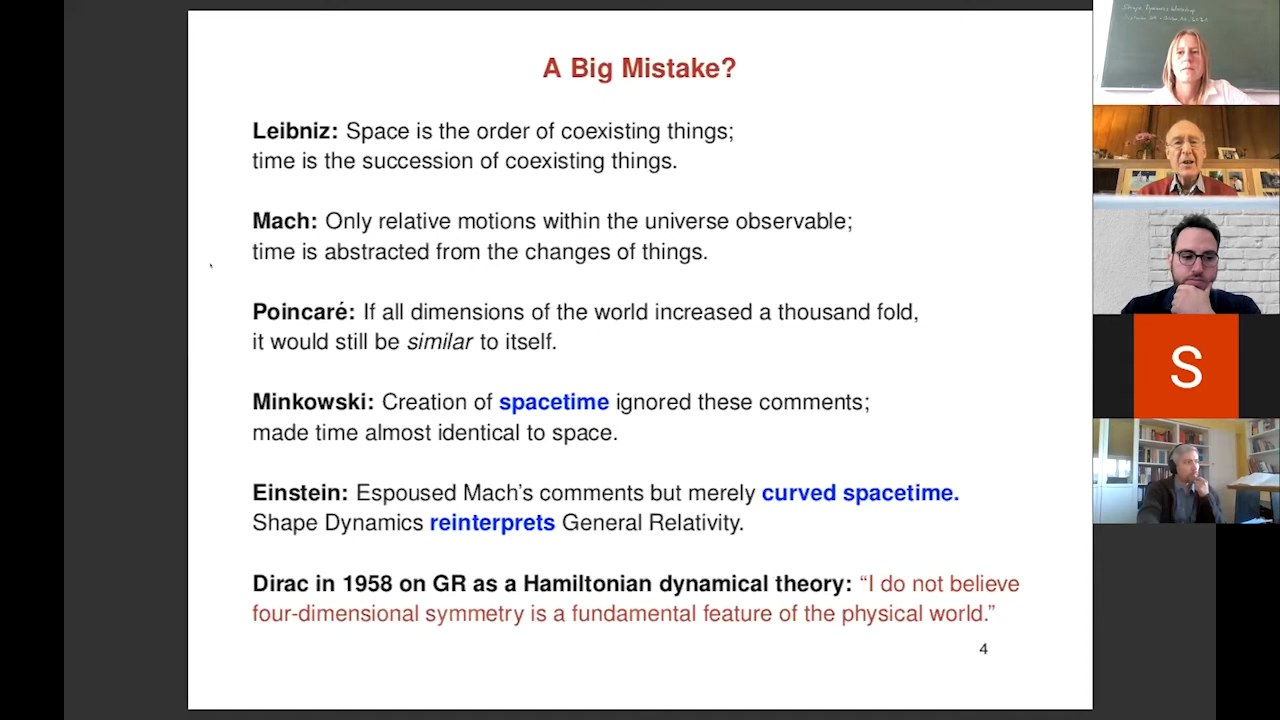 A Big Mistake?
Leibniz: Space is the order of coexisting things;
time is the succession of coexisting things.
Mach: Only relative motions within the universe observable;
time is abstracted from the changes of things.
Poincaré: If all dimensions of the world increased a thousand fold,
it would still be similar to itself.
Minkowski: Creation of spacetime ignored these comments;
made time almost identical to space.
Einstein: Espoused Mach's comments but merely curved spacetime.
Shape Dynamics reinterprets General Relativity.
Dirac in 1958 on GR as a Hamiltonian dynamical theory: “I do not believe
four-dimensional symmetry is a fundamental feature of the physical world.”
4
Shape Dynamics Workshop
S